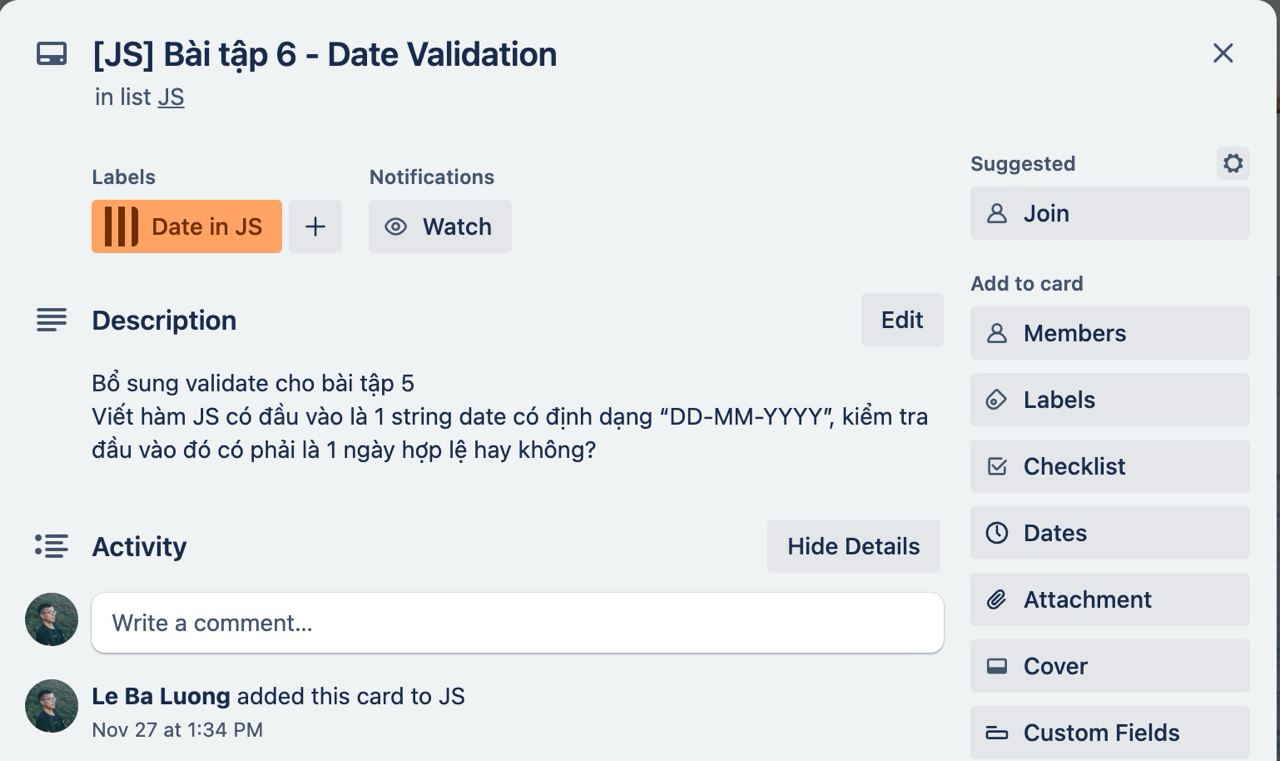 [JS] Bài tập 6 - Date Validation
in list JS
Labels
Notifications
Suggested
Date in JS
Watch
Join
Add to card
Description
Edit
Members
Bổ sung validate cho bài tập 5
Viết hàm JS có đầu vào là 1 string date có định dạng “DD-MM-YYYY”, kiểm tra
đầu vào đó có phải là 1 ngày hợp lệ hay không?
Labels
Checklist
Activity
Hide Details
Dates
Write a comment...
Attachment
Cover
Le Ba Luong added this card to JS
Nov 27 at 1:34 PM
Custom Fields